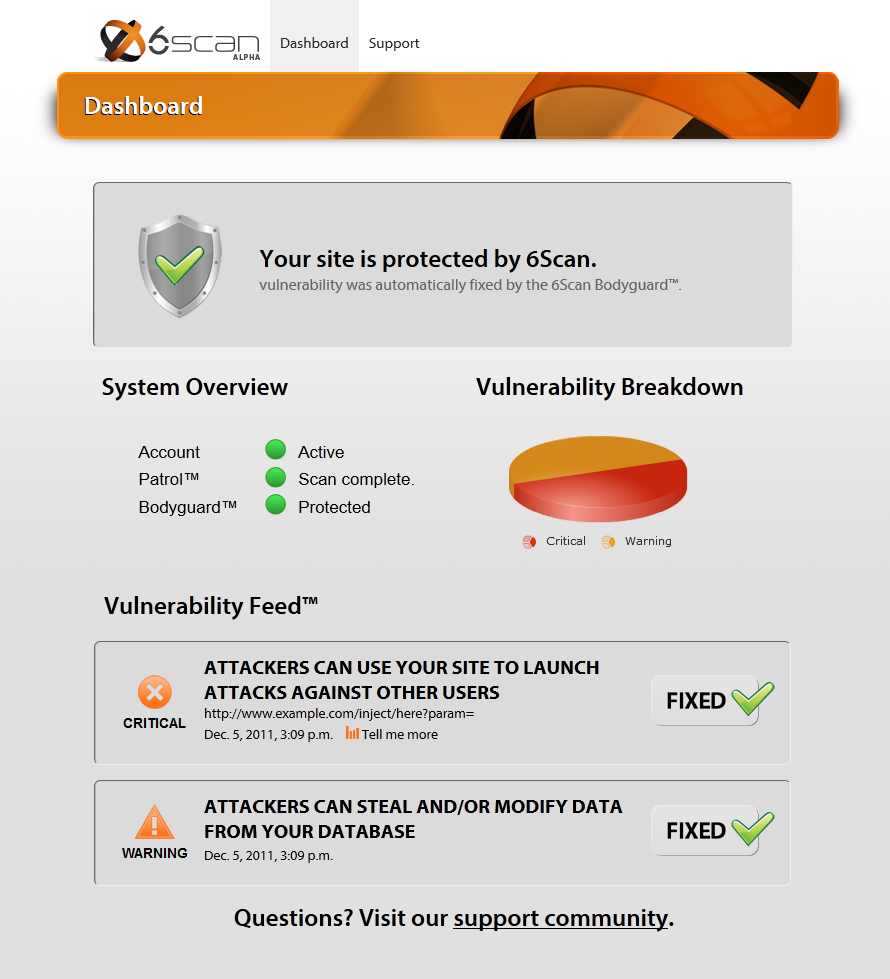 6scan
ALPHA
Dashboard
Support
Dashboard
Your site is protected by 6Scan.
vulnerability was automatically fixed by the 6Scan Bodyguard™.
System Overview
Vulnerability Breakdown
Account Active
Patrol™ Scan complete.
Bodyguard™ Protected
Critical Warning
Vulnerability Feed™
CRITICAL
ATTACKERS CAN USE YOUR SITE TO LAUNCH
ATTACKS AGAINST OTHER USERS
http://www.example.com/inject/here?param=
Dec. 5, 2011, 3:09 p.m. Tell me more
FIXED
WARNING
ATTACKERS CAN STEAL AND/OR MODIFY DATA
FROM YOUR DATABASE
Dec. 5, 2011, 3:09 p.m.
FIXED
Questions? Visit our support community.